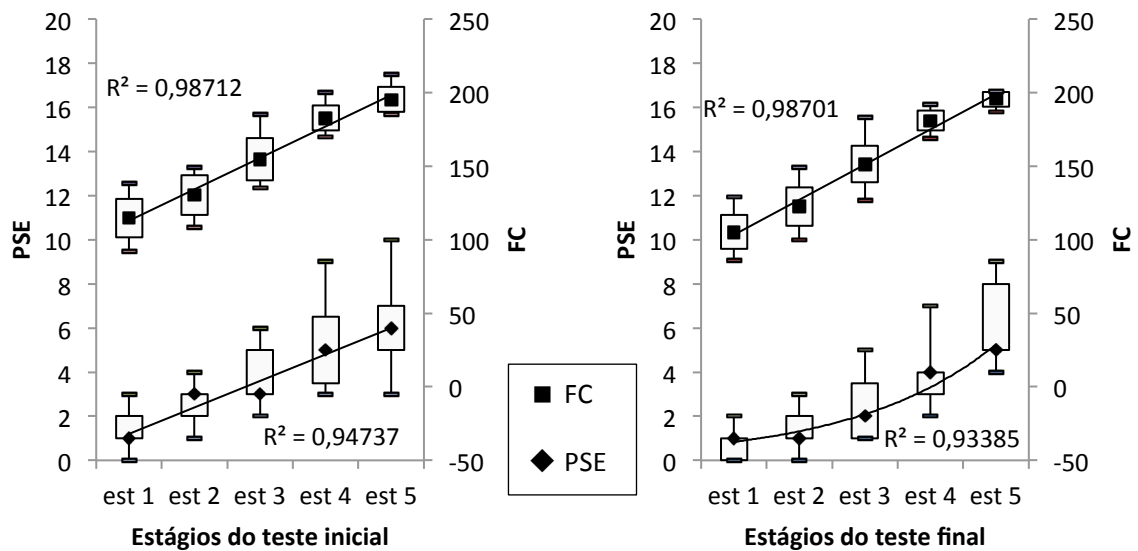 20
18
16
14
12
10
8
6
4
2
0
PSE
R² = 0,98712
R² = 0,94737
250
200
150
100
50
0
-50
FC
est 1 est 2 est 3 est 4 est 5
Estágios do teste inicial
FC
PSE
20
18
16
14
12
10
8
6
4
2
0
PSE
R² = 0,98701
R² = 0,93385
250
200
150
100
50
0
-50
FC
est 1 est 2 est 3 est 4 est 5
Estágios do teste final